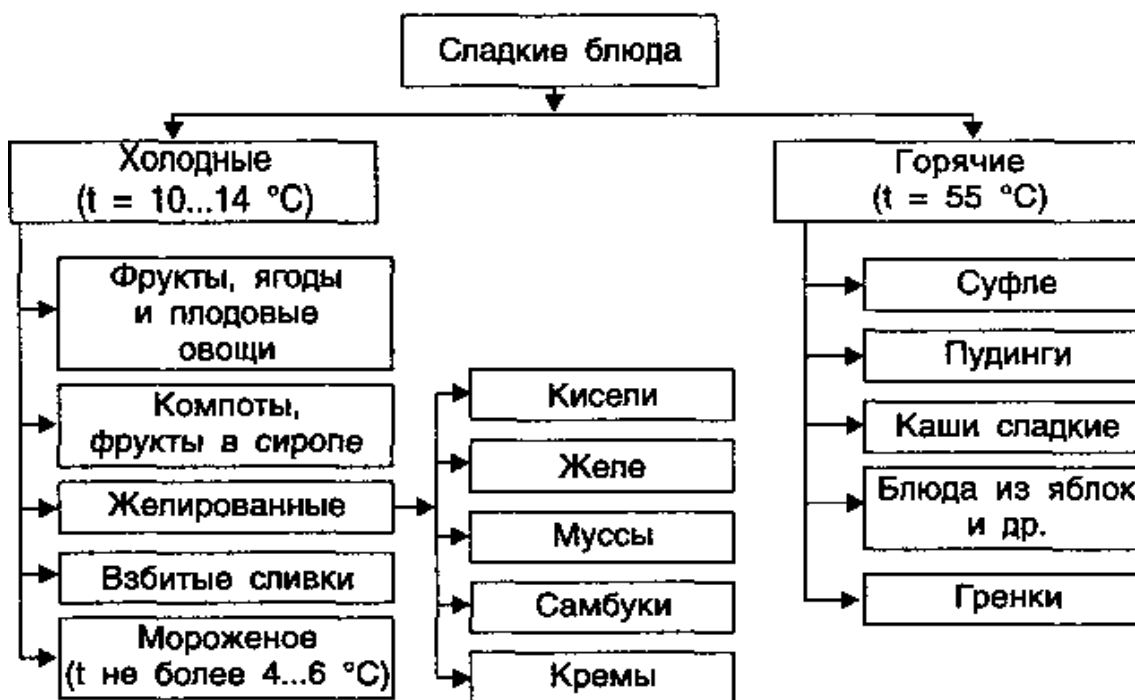 Сладкие блюда
Холодные
(t = 10...14 °C)
Фрукты, ягоды
и плодовые
овощи
Компоты,
фрукты в сиропе
Желированные
Взбитые сливки
Мороженое
(t не более 4...6 °C)
Кисели
Желе
Муссы
Самбуки
Кремы
Горячие
(t = 55 °C)
Суфле
Пудинги
Каши сладкие
Блюда из яблок
и др.
Гренки